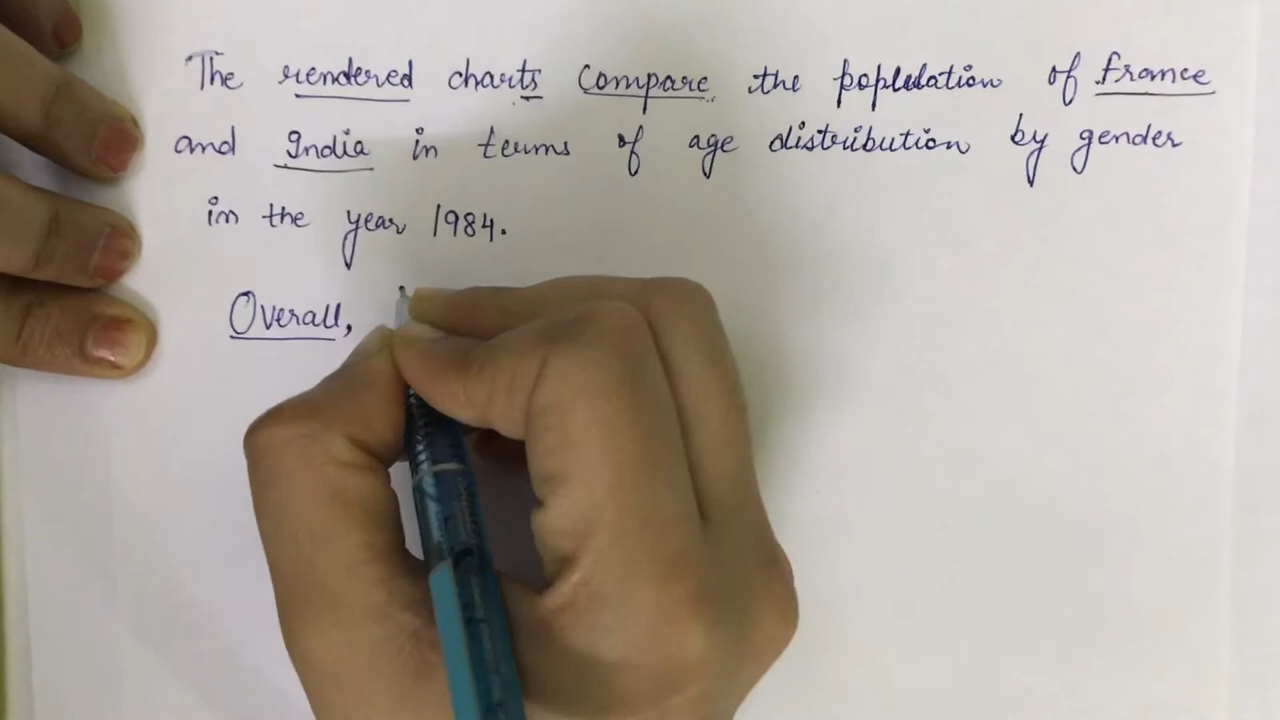 The rendered charts compare the population of france
and India in terms of age distribution by gender
in the year 1984.
Overall,